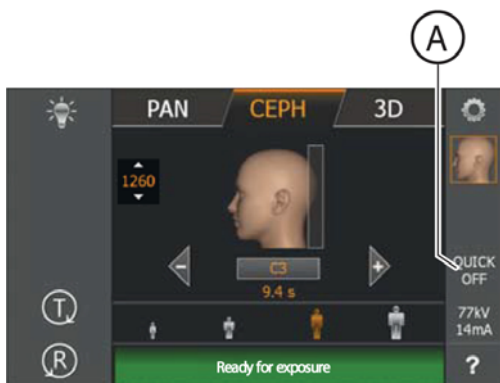 A
PAN CEPH 3D
1260
C3
9.4 s
QUICK
OFF
77kV
14mA
T
R
Ready for exposure
?